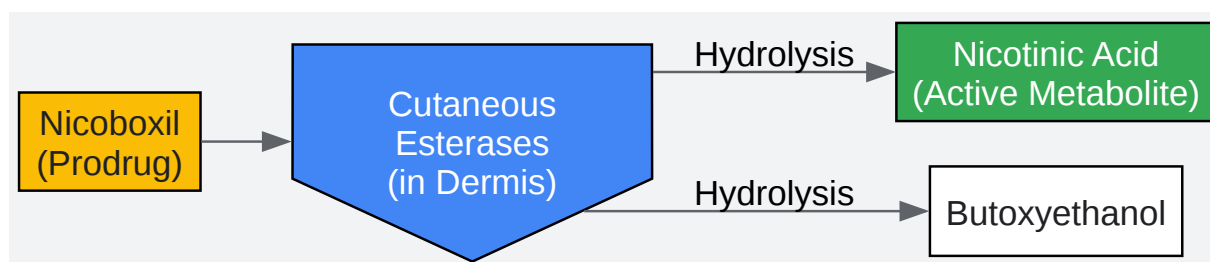 Nicoboxil
(Prodrug)
Cutaneous
Esterases
(in Dermis)
Hydrolysis
Nicotinic Acid
(Active Metabolite)
Hydrolysis
Butoxyethanol